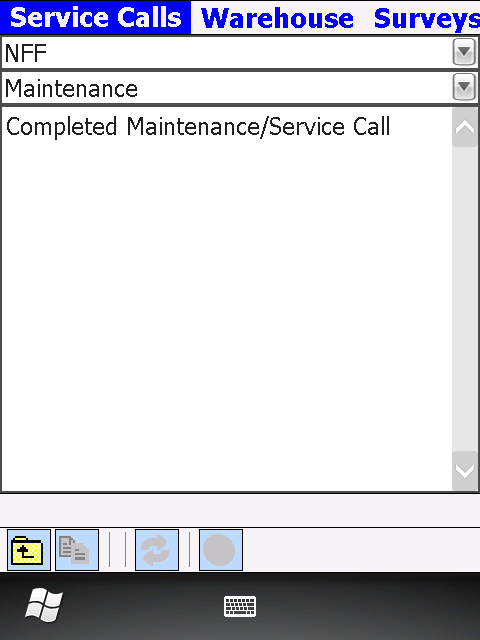 Service Calls Warehouse Surveys
NFF
Maintenance
Completed Maintenance/Service Call